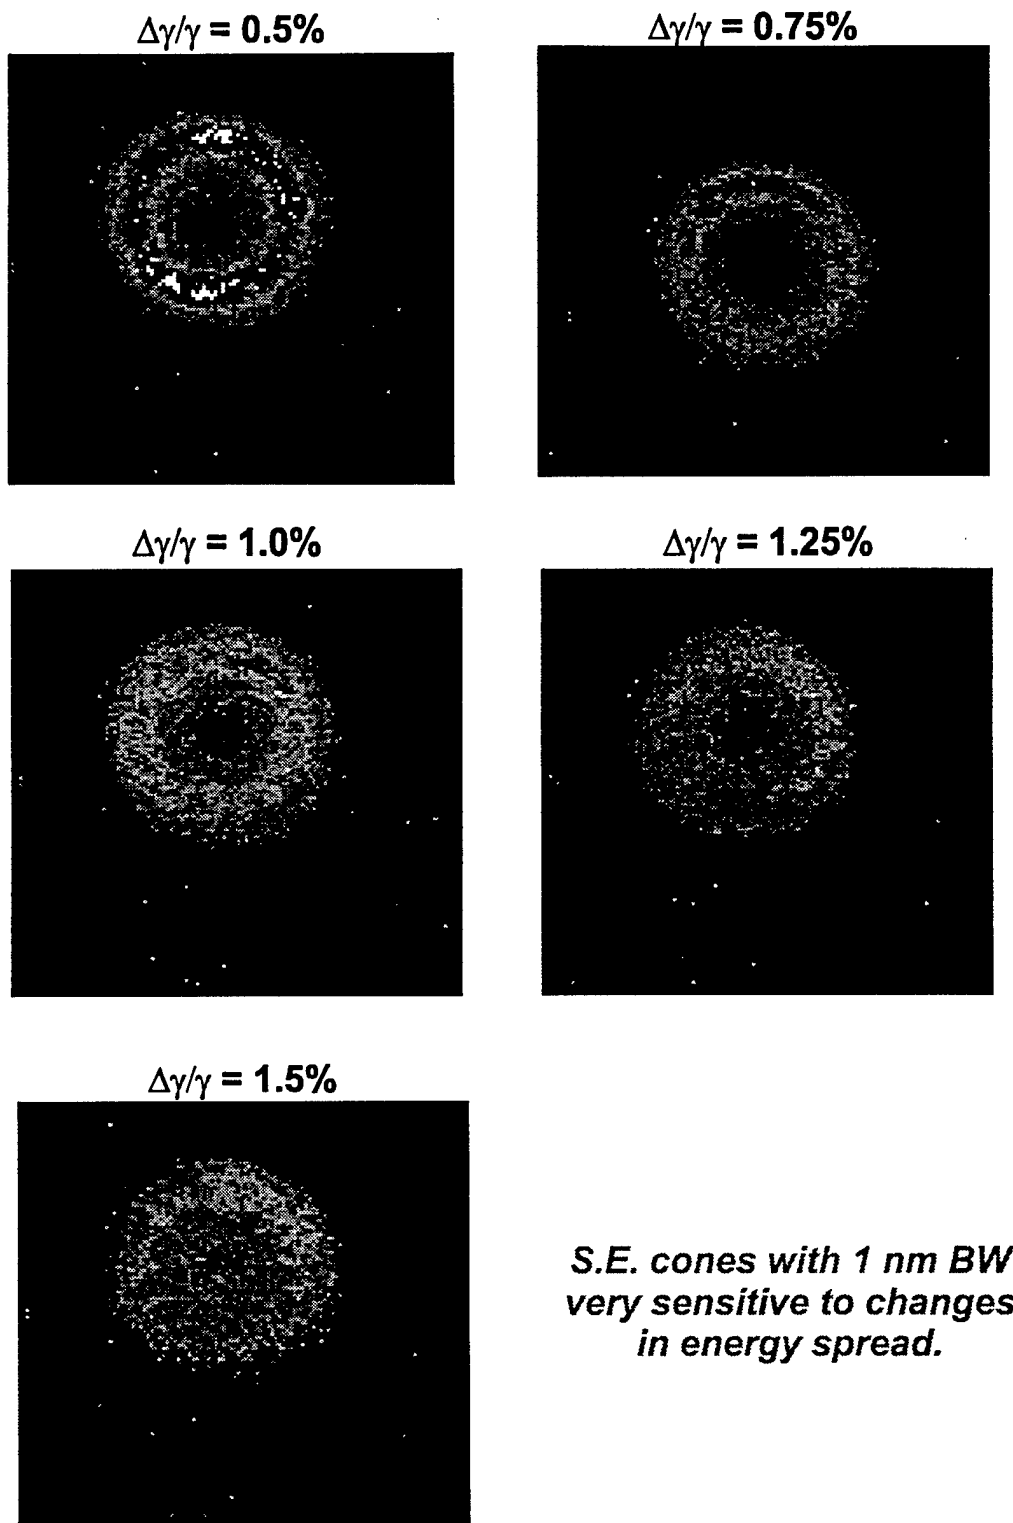 Δγ/γ = 0.5%
Δγ/γ = 0.75%
Δγ/γ = 1.0%
Δγ/γ = 1.25%
Δγ/γ = 1.5%
S.E. cones with 1 nm BW
very sensitive to changes
in energy spread.